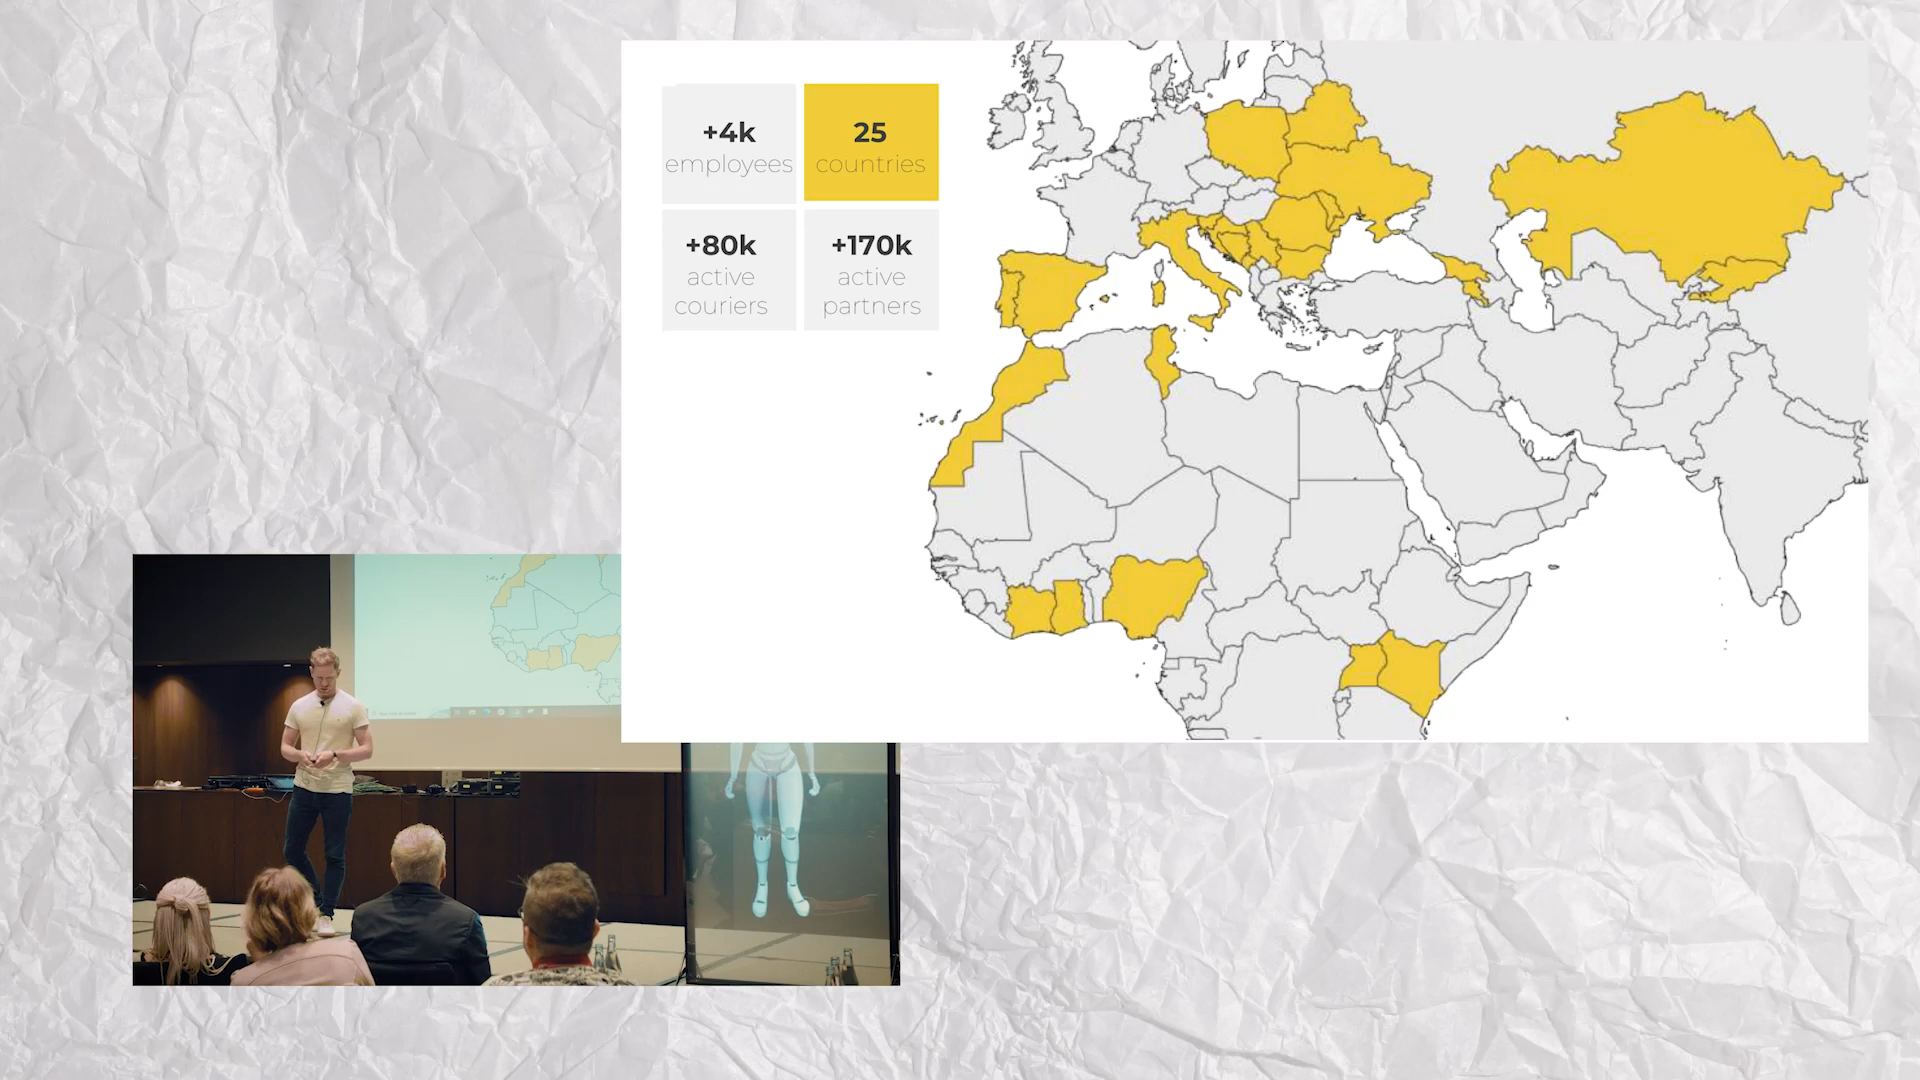 +4k
employees
25
countries
+80k
active
couriers
+170k
active
partners